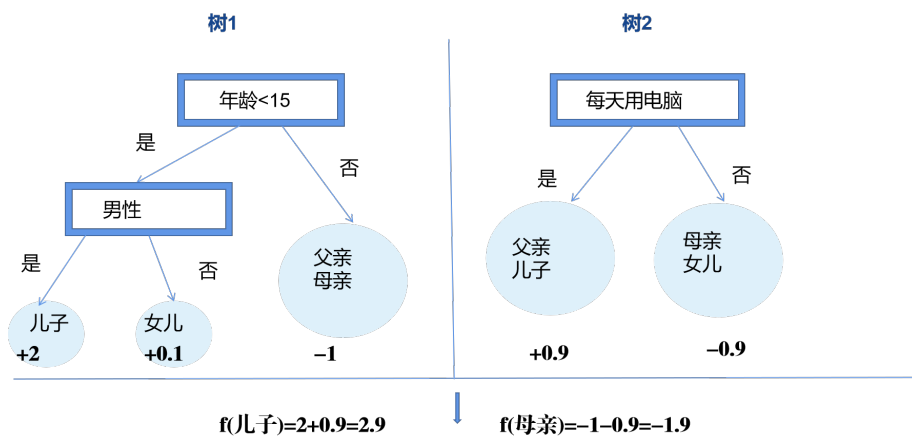 树1
树2
年龄<15
每天用电脑
是
否
男性
是
否
父亲
母亲
父亲
儿子
母亲
女儿
是
否
儿子
+2
女儿
+0.1
−1
+0.9
−0.9
f(儿子)=2+0.9=2.9
f(母亲)=−1−0.9=−1.9